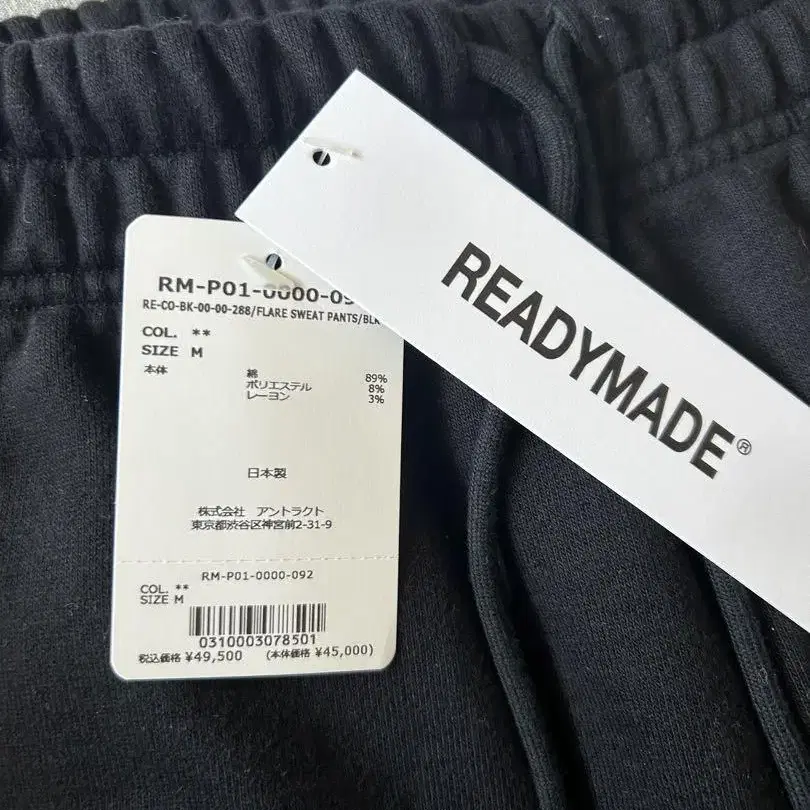 READYMADE®
RM-P01-0000-09
RE-CO-BK-00-00-288/FLARE SWEAT PANTS/BLK
COL. **
SIZE M
本体 綿 89%
ポリエステル 8%
レーヨン 3%
日本製
株式会社 アントラクト
東京都渋谷区神宮前2-31-9
RM-P01-0000-092
COL. **
SIZE M
0310003078501
税込価格 ¥49,500 (本体価格 ¥45,000)